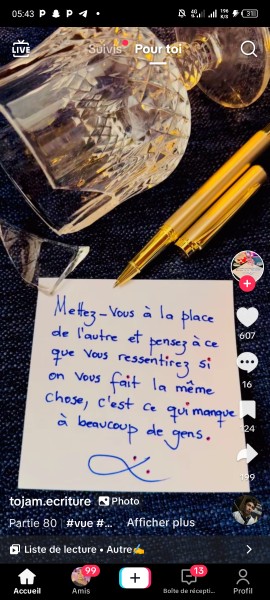 05:43
LIVE
Suivis Pour toi
Mettez-vous à la place
de l'autre et pensez à ce
que vous ressentirez si
on vous fait la même
chose, c'est ce qui manque
à beaucoup de gens.
607
16
199
tojam.ecriture Photo
Partie 80 | #vue #... Afficher plus
Liste de lecture • Autre✍️
99
13
Accueil
Amis
Boîte de récepti...
Profil